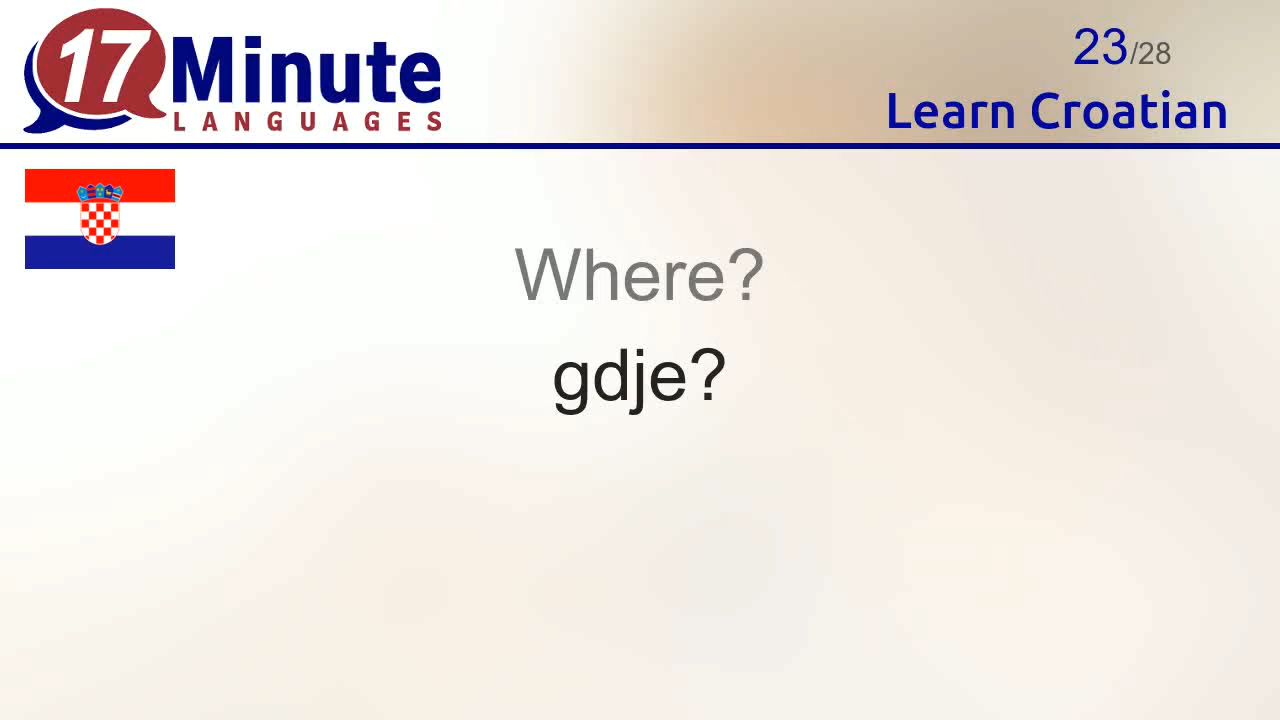 17 Minute
LANGUAGES
23/28
Learn Croatian
Where?
gdje?